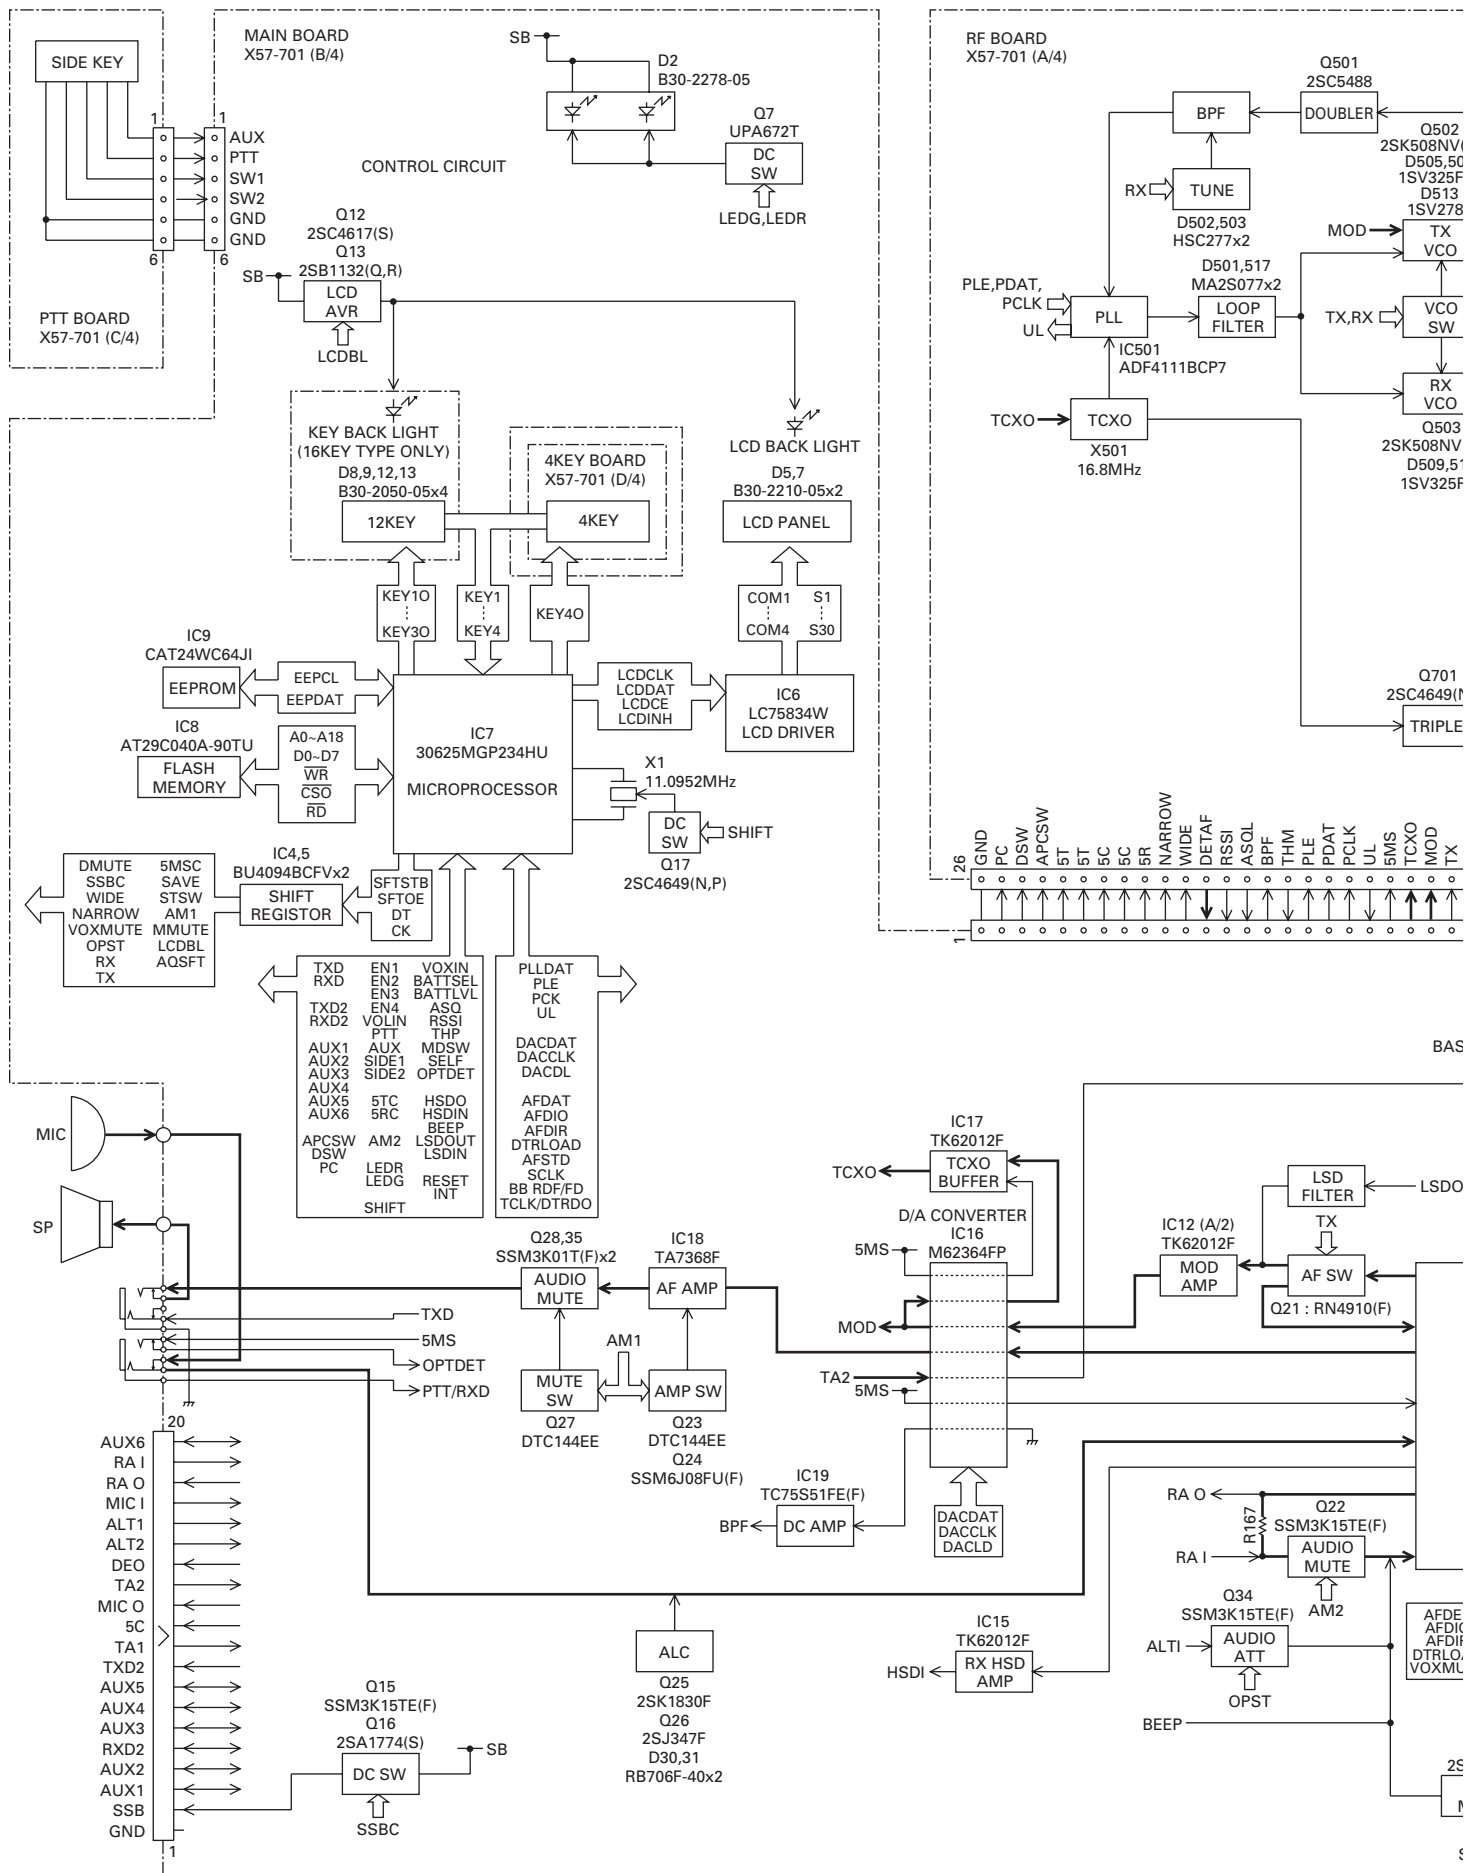 SIDE KEY
1
1
AUX
PTT
SW1
SW2
GND
GND
6
6
PTT BOARD
X57-701 (C/4)
MAIN BOARD
X57-701 (B/4)
CONTROL CIRCUIT
SB
D2
B30-2278-05
Q7
UPA672T
DC
SW
LEDG,LEDR
Q12
2SC4617(S)
Q13
2SB1132(Q,R)
SB
LCD
AVR
LCDBL
KEY BACK LIGHT
(16KEY TYPE ONLY)
D8,9,12,13
B30-2050-05x4
12KEY
4KEY BOARD
X57-701 (D/4)
4KEY
LCD BACK LIGHT
D5,7
B30-2210-05x2
LCD PANEL
KEY1O
KEY3O
KEY1
KEY4
KEY4O
COM1 S1
COM4 S30
IC9
CAT24WC64JI
EEPROM
EEPCL
EEPDAT
IC8
AT29C040A-90TU
FLASH
MEMORY
A0~A18
D0~D7
WR
CSO
RD
IC7
30625MGP234HU
MICROPROCESSOR
LCDCLK
LCDDAT
LCDCE
LCDINH
IC6
LC75834W
LCD DRIVER
X1
11.0952MHz
DC
SW
SHIFT
Q17
2SC4649(N,P)
IC4,5
BU4094BCFVx2
SHIFT
REGISTOR
SFTSTB
SFTOE
DT
CK
DMUTE 5MSC
SSBC SAVE
WIDE STSW
NARROW AM1
VOXMUTE MMUTE
OPST LCDBL
RX AQSFT
TX
TXD EN1 VOXIN
RXD EN2 BATTSEL
EN3 BATTLVL
TXD2 EN4 ASQ
RXD2 VOLIN RSSI
PTT THP
AUX1 AUX MDSW
AUX2 SIDE1 SELF
AUX3 SIDE2 OPTDET
AUX4
AUX5 5TC HSDO
AUX6 5RC HSDIN
BEEP
APCSW AM2 LSDOUT
DSW LSDIN
PC LEDR
LEDG RESET
INT
SHIFT
PLLDAT
PLE
PCK
UL
DACDAT
DACCLK
DACDL
AFDAT
AFDIO
AFDIR
DTRLOAD
AFSTD
SCLK
BB RDF/FD
TCLK/DTRDO
RF BOARD
X57-701 (A/4)
Q501
2SC5488
BPF
DOUBLER
RX
TUNE
D502,503
HSC277x2
Q502
2SK508NV(
D505,50
1SV325F
D513
1SV278
MOD
TX
VCO
PLE,PDAT,
PCLK
UL
PLL
IC501
ADF4111BCP7
D501,517
MA2S077x2
LOOP
FILTER
TX,RX
VCO
SW
RX
VCO
Q503
2SK508NV
D509,51
1SV325F
TCXO
TCXO
X501
16.8MHz
Q701
2SC4649(N
TRIPLE
26
GND
PC
DSW
APCSW
5T
5T
5C
5C
5R
NARROW
WIDE
DETAF
RSSI
ASQL
BPF
THM
PLE
PDAT
PCLK
UL
5MS
TCXO
MOD
TX
1
BAS
MIC
SP
TXD
5MS
OPTDET
PTT/RXD
Q28,35
SSM3K01T(F)x2
AUDIO
MUTE
IC18
TA7368F
AF AMP
AM1
MUTE
SW
Q27
DTC144EE
AMP SW
Q23
DTC144EE
Q24
SSM6J08FU(F)
IC17
TK62012F
TCXO
TCXO
BUFFER
D/A CONVERTER
IC16
M62364FP
5MS
MOD
TA2
5MS
DACDAT
DACCLK
DACLD
IC19
TC75S51FE(F)
BPF
DC AMP
LSD
FILTER
LSDO
TX
IC12 (A/2)
TK62012F
MOD
AMP
AF SW
Q21 : RN4910(F)
RA O
R167
RA I
Q22
SSM3K15TE(F)
AUDIO
MUTE
AM2
Q34
SSM3K15TE(F)
ALTI
AUDIO
ATT
OPST
AFDE
AFDIO
AFDIR
DTRLOA
VOXMU
BEEP
IC15
TK62012F
HSDI
RX HSD
AMP
ALC
Q25
2SK1830F
Q26
2SJ347F
D30,31
RB706F-40x2
20
AUX6
RA I
RA O
MIC I
ALT1
ALT2
DEO
TA2
MIC O
5C
TA1
TXD2
AUX5
AUX4
AUX3
RXD2
AUX2
AUX1
SSB
GND
1
Q15
SSM3K15TE(F)
Q16
2SA1774(S)
DC SW
SB
SSBC